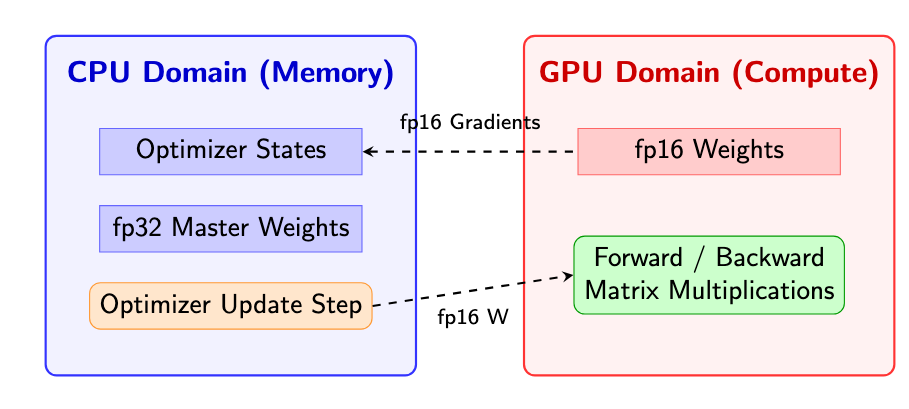 CPU Domain (Memory)
GPU Domain (Compute)
fp16 Gradients
Optimizer States
fp16 Weights
fp32 Master Weights
Forward / Backward
Matrix Multiplications
Optimizer Update Step
fp16 W